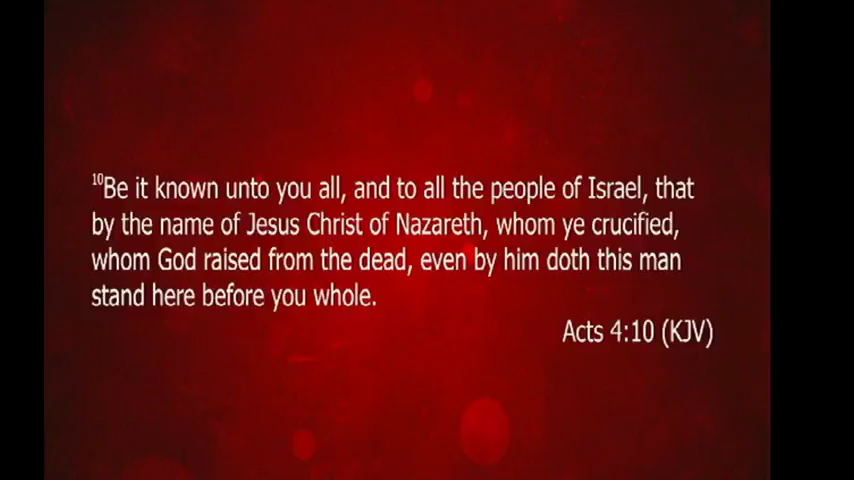 ¹⁰Be it known unto you all, and to all the people of Israel, that
by the name of Jesus Christ of Nazareth, whom ye crucified,
whom God raised from the dead, even by him doth this man
stand here before you whole.
Acts 4:10 (KJV)